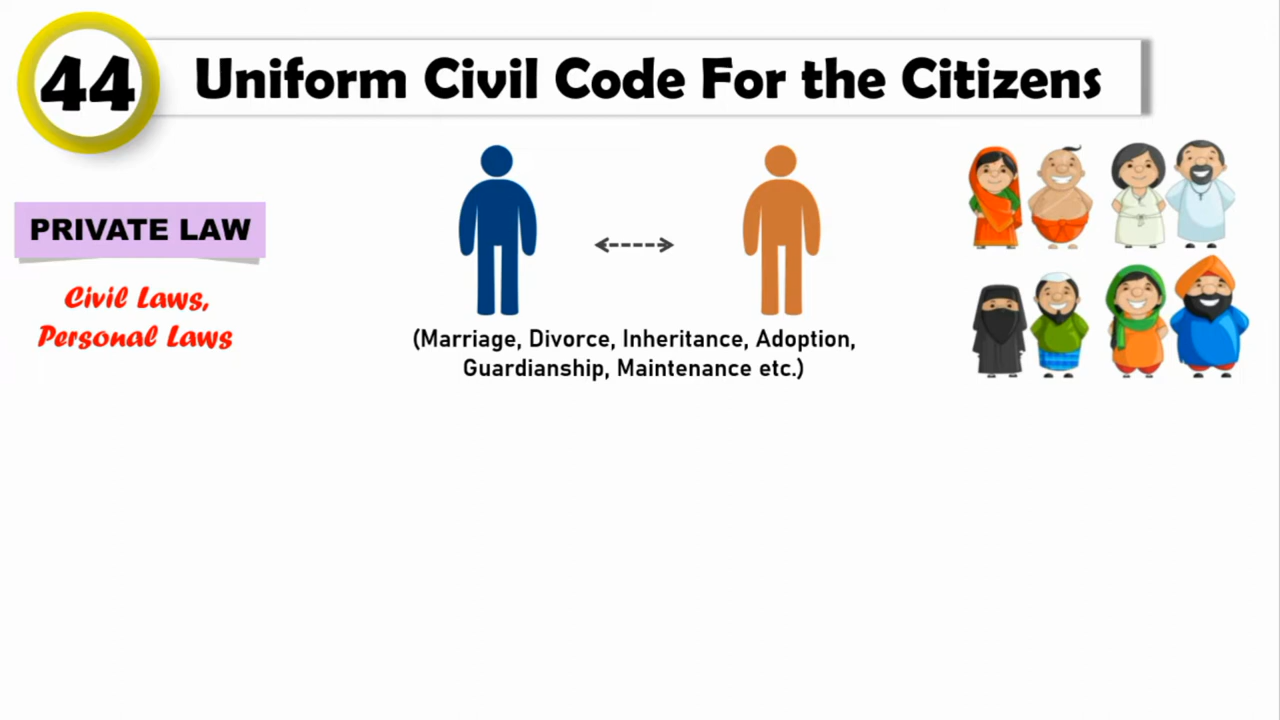 44
Uniform Civil Code For the Citizens
PRIVATE LAW
Civil Laws,
Personal Laws
(Marriage, Divorce, Inheritance, Adoption,
Guardianship, Maintenance etc.)